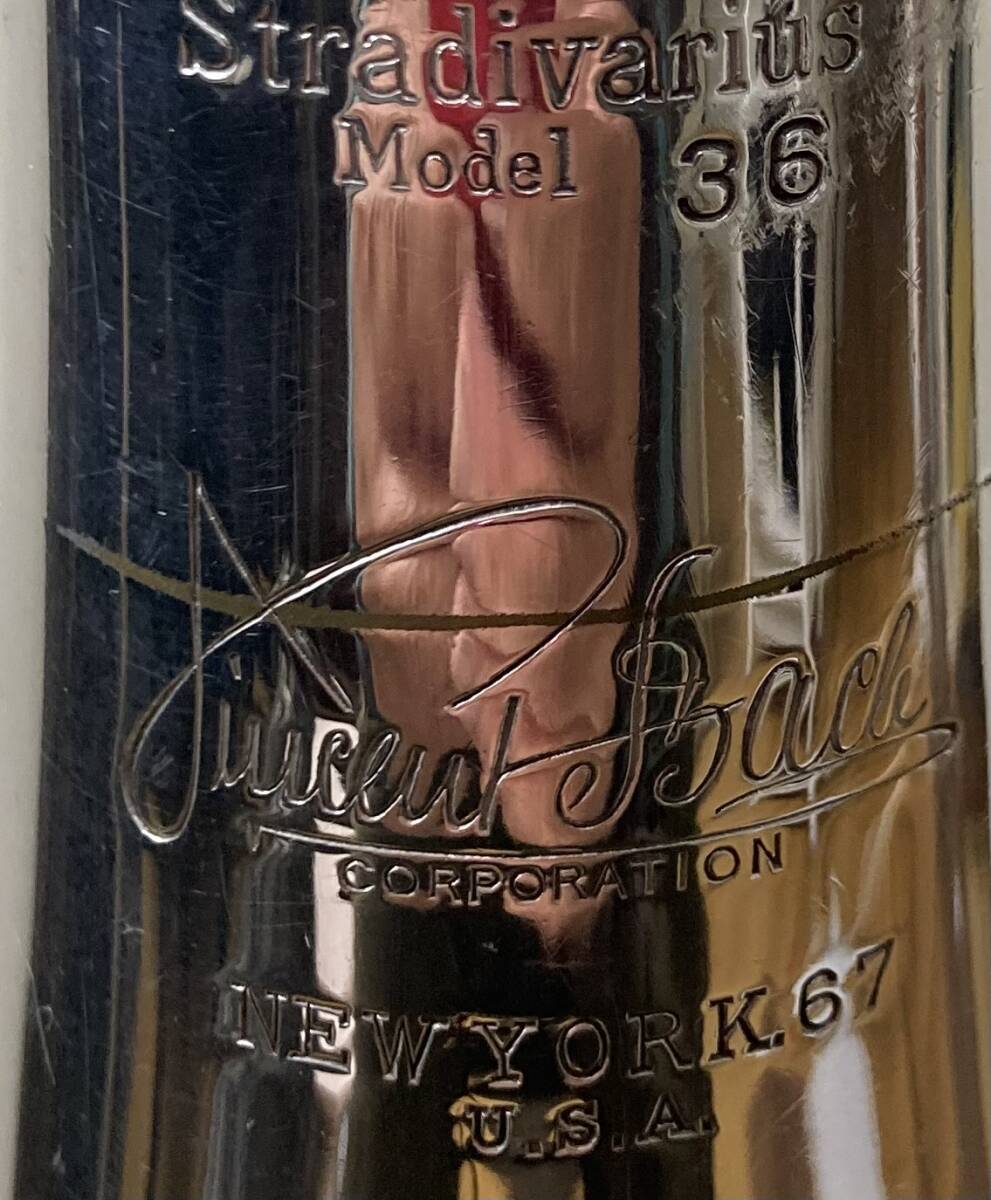 Stradivarius
Model 36
Vincent Bach
CORPORATION
NEW YORK. 67
U.S.A.